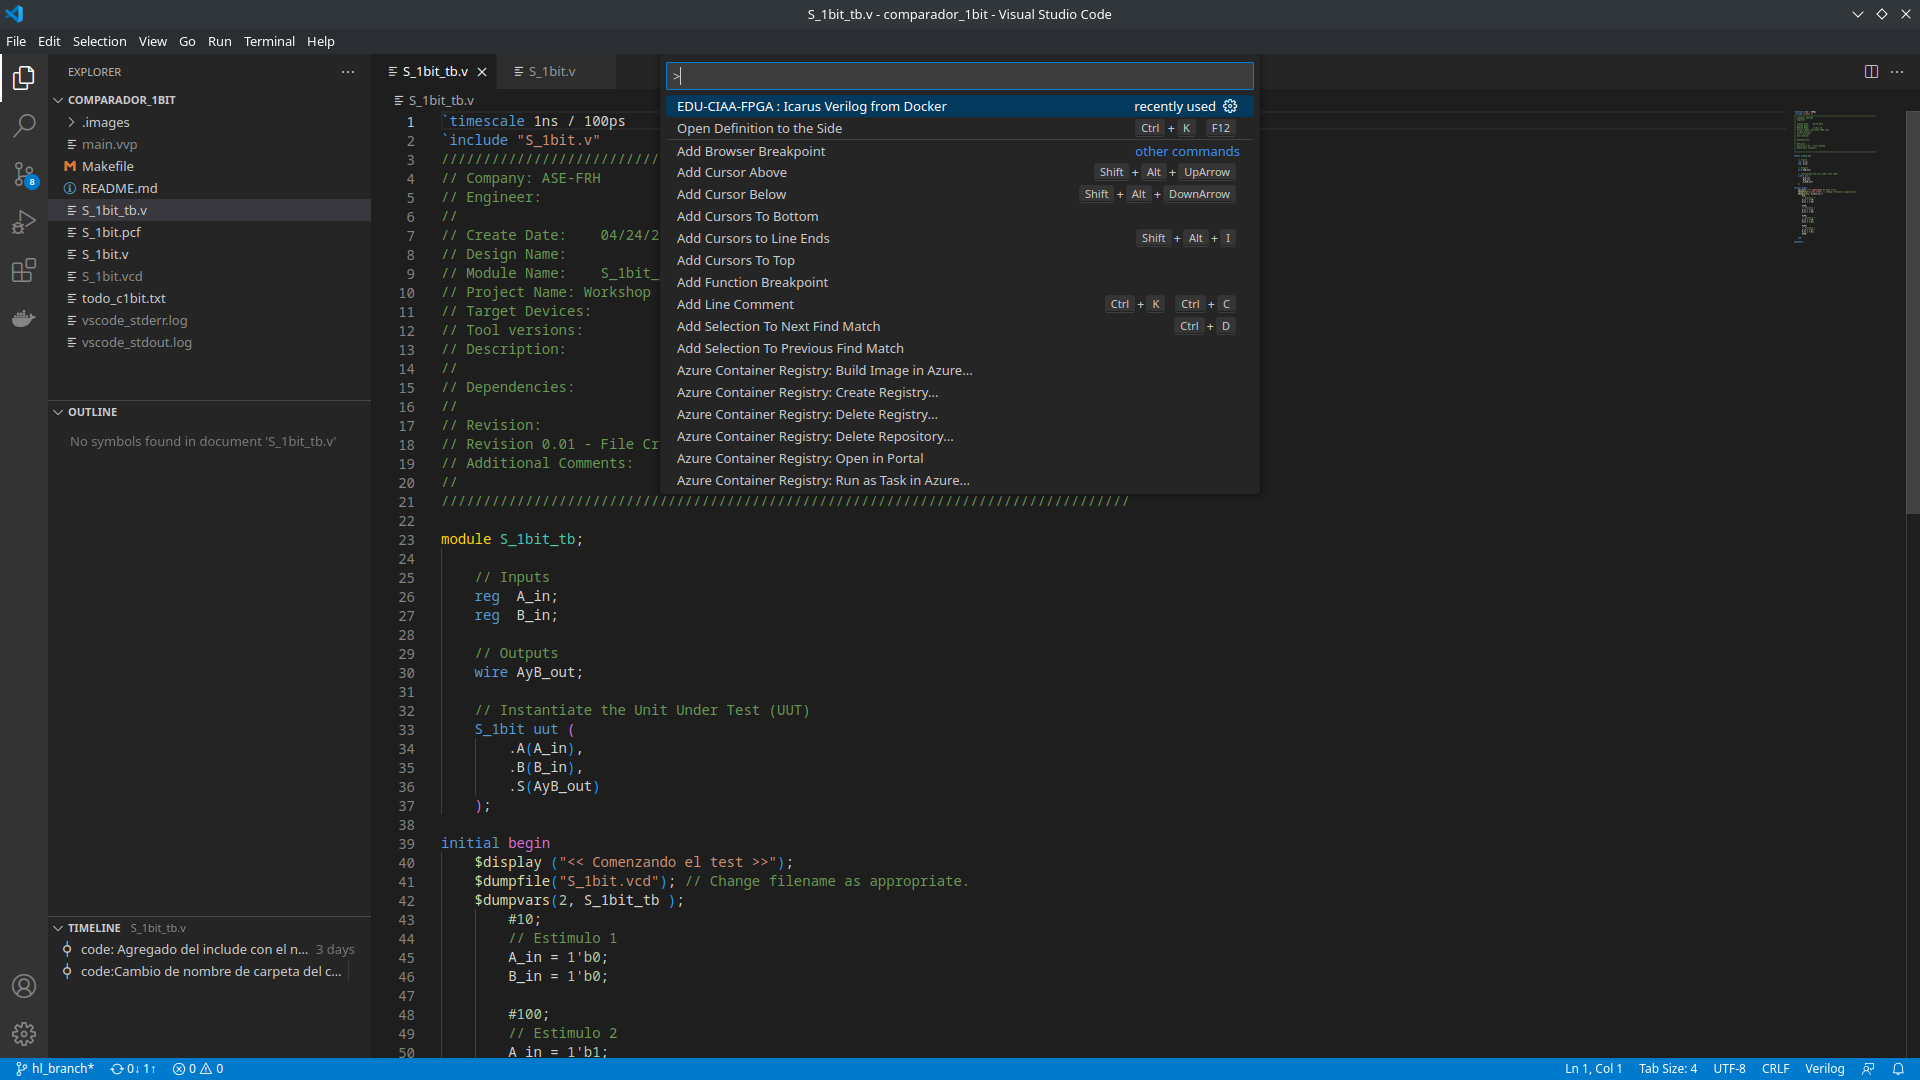 S_1bit_tb.v - comparador_1bit - Visual Studio Code
File Edit Selection View Go Run Terminal Help
EXPLORER
COMPARADOR_1BIT
.images
main.vvp
Makefile
README.md
S_1bit_tb.v
S_1bit.pcf
S_1bit.v
S_1bit.vcd
todo_c1bit.txt
vscode_stderr.log
vscode_stdout.log
OUTLINE
No symbols found in document 'S_1bit_tb.v'
TIMELINE S_1bit_tb.v
code: Agregado del include con el n... 3 days
code:Cambio de nombre de carpeta del c...
8
S_1bit_tb.v S_1bit.v
S_1bit_tb.v
>
EDU-CIAA-FPGA : Icarus Verilog from Docker recently used
Open Definition to the Side Ctrl + K F12
Add Browser Breakpoint other commands
Add Cursor Above Shift + Alt + UpArrow
Add Cursor Below Shift + Alt + DownArrow
Add Cursors To Bottom
Add Cursors to Line Ends Shift + Alt + I
Add Cursors To Top
Add Function Breakpoint
Add Line Comment Ctrl + K Ctrl + C
Add Selection To Next Find Match Ctrl + D
Add Selection To Previous Find Match
Azure Container Registry: Build Image in Azure...
Azure Container Registry: Create Registry...
Azure Container Registry: Delete Registry...
Azure Container Registry: Delete Repository...
Azure Container Registry: Open in Portal
Azure Container Registry: Run as Task in Azure...
1 `timescale 1ns / 100ps
2 `include "S_1bit.v"
3 //////////////////////////
4 // Company: ASE-FRH
5 // Engineer:
6 //
7 // Create Date: 04/24/2
8 // Design Name:
9 // Module Name: S_1bit_
10 // Project Name: Workshop
11 // Target Devices:
12 // Tool versions:
13 // Description:
14 //
15 // Dependencies:
16 //
17 // Revision:
18 // Revision 0.01 - File Cr
19 // Additional Comments:
20 //
21 //////////////////////////////////////////////////////////////////////////////////
22
23 module S_1bit_tb;
24
25 // Inputs
26 reg A_in;
27 reg B_in;
28
29 // Outputs
30 wire AyB_out;
31
32 // Instantiate the Unit Under Test (UUT)
33 S_1bit uut (
34 .A(A_in),
35 .B(B_in),
36 .S(AyB_out)
37 );
38
39 initial begin
40 $display ("<< Comenzando el test >>");
41 $dumpfile("S_1bit.vcd"); // Change filename as appropriate.
42 $dumpvars(2, S_1bit_tb );
43 #10;
44 // Estimulo 1
45 A_in = 1'b0;
46 B_in = 1'b0;
47
48 #100;
49 // Estimulo 2
50 A_in = 1'b1;
hl_branch* 0↓ 1↑ 0 0 Ln 1, Col 1 Tab Size: 4 UTF-8 CRLF Verilog